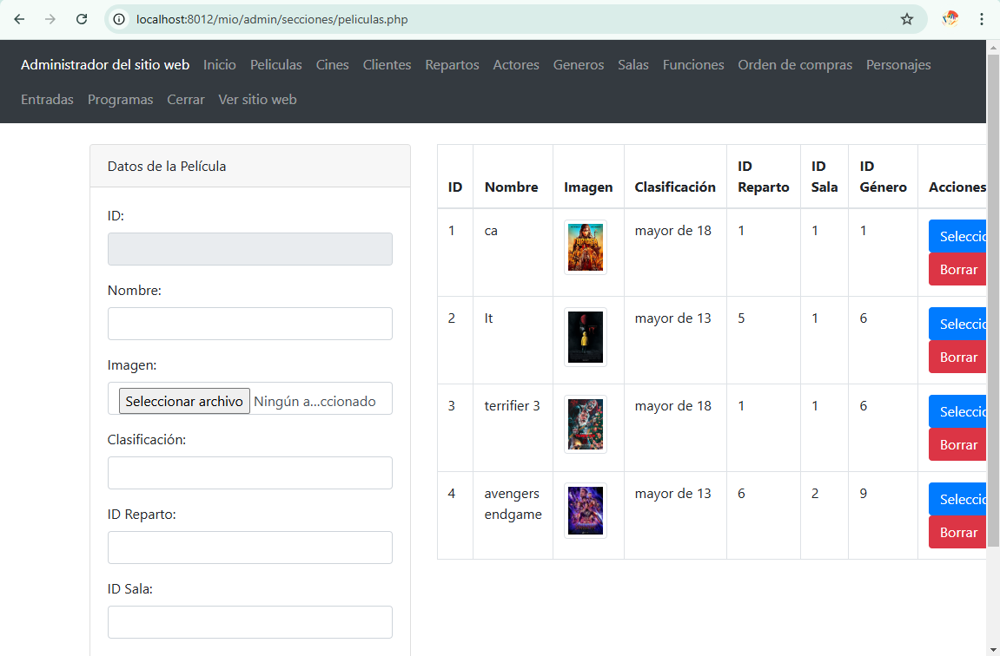 localhost:8012/mio/admin/secciones/peliculas.php
Administrador del sitio web Inicio Peliculas Cines Clientes Repartos Actores Generos Salas Funciones Orden de compras Personajes
Entradas Programas Cerrar Ver sitio web
Datos de la Película
ID:
Nombre:
Imagen:
Seleccionar archivo Ningún a...ccionado
Clasificación:
ID Reparto:
ID Sala:
ID Nombre Imagen Clasificación ID Reparto ID Sala ID Género Acciones
1 ca mayor de 18 1 1 1 Seleccio
Borrar
2 It mayor de 13 5 1 6 Seleccio
Borrar
3 terrifier 3 mayor de 18 1 1 6 Seleccio
Borrar
4 avengers endgame mayor de 13 6 2 9 Seleccio
Borrar